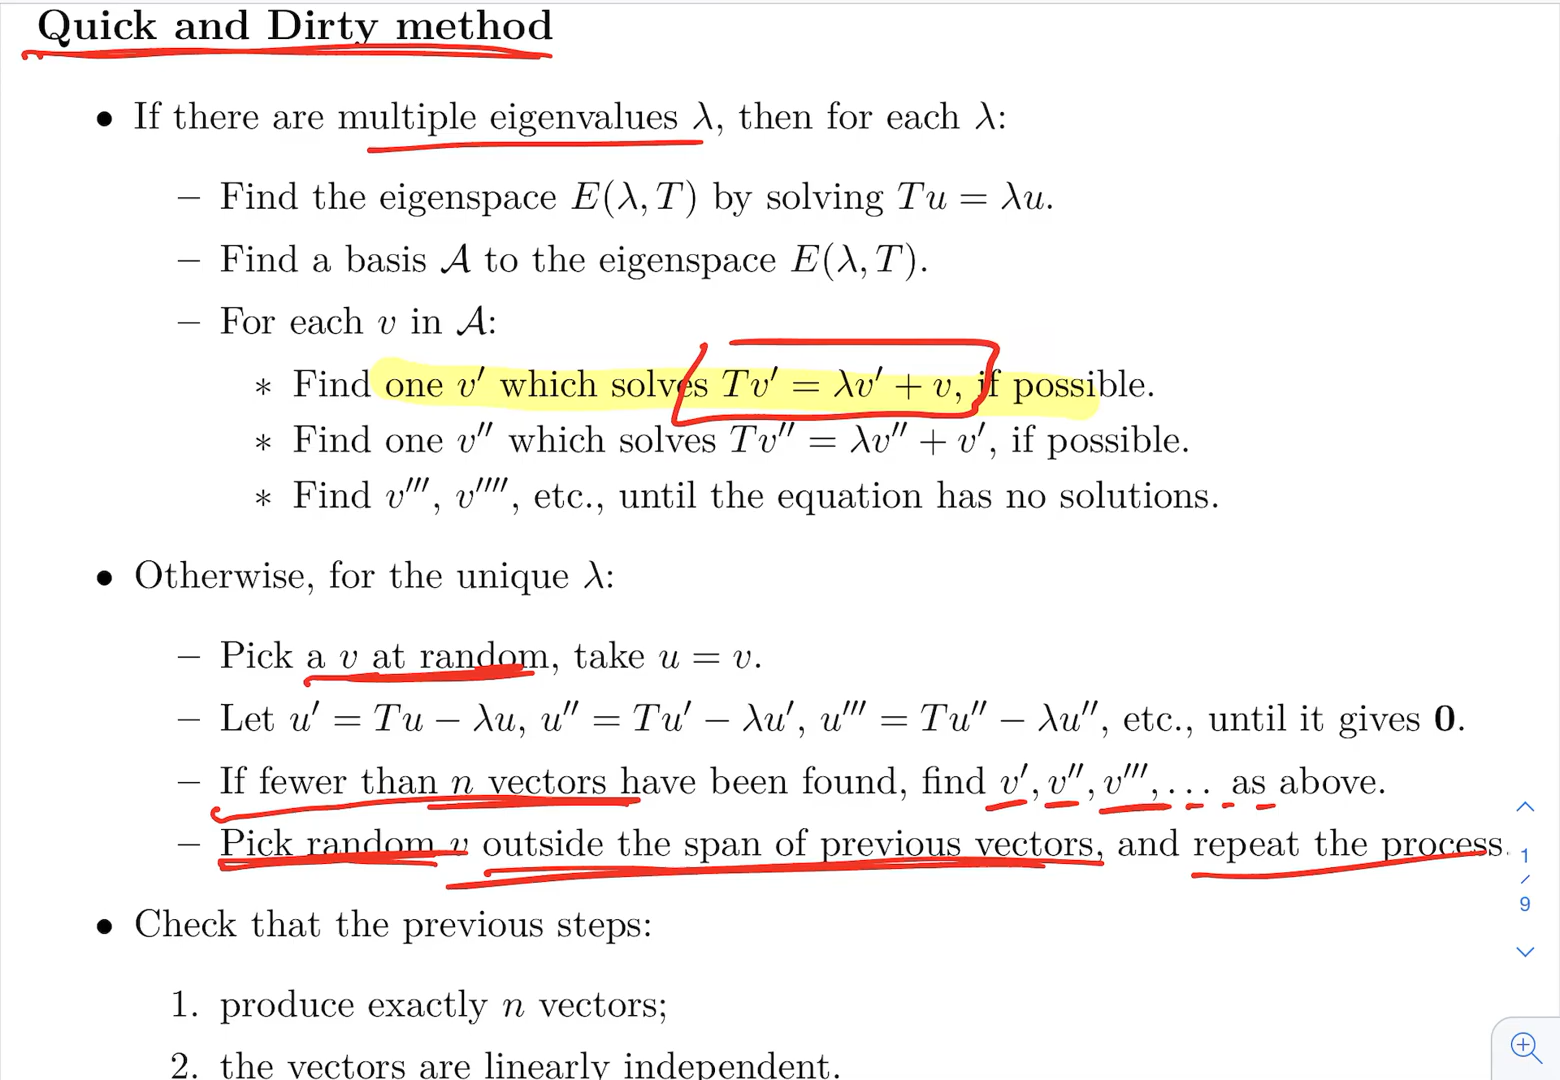 Quick and Dirty method
• If there are multiple eigenvalues λ, then for each λ:
– Find the eigenspace E(λ, T) by solving Tu = λu.
– Find a basis 𝒜 to the eigenspace E(λ, T).
– For each v in 𝒜:
∗ Find one v′ which solves Tv′ = λv′ + v, if possible.
∗ Find one v″ which solves Tv″ = λv″ + v′, if possible.
∗ Find v‴, v⁗, etc., until the equation has no solutions.
• Otherwise, for the unique λ:
– Pick a v at random, take u = v.
– Let u′ = Tu − λu, u″ = Tu′ − λu′, u‴ = Tu″ − λu″, etc., until it gives 0.
– If fewer than n vectors have been found, find v′, v″, v‴, . . . as above.
– Pick random v outside the span of previous vectors, and repeat the process.
• Check that the previous steps:
1. produce exactly n vectors;
2. the vectors are linearly independent.
1
/
9